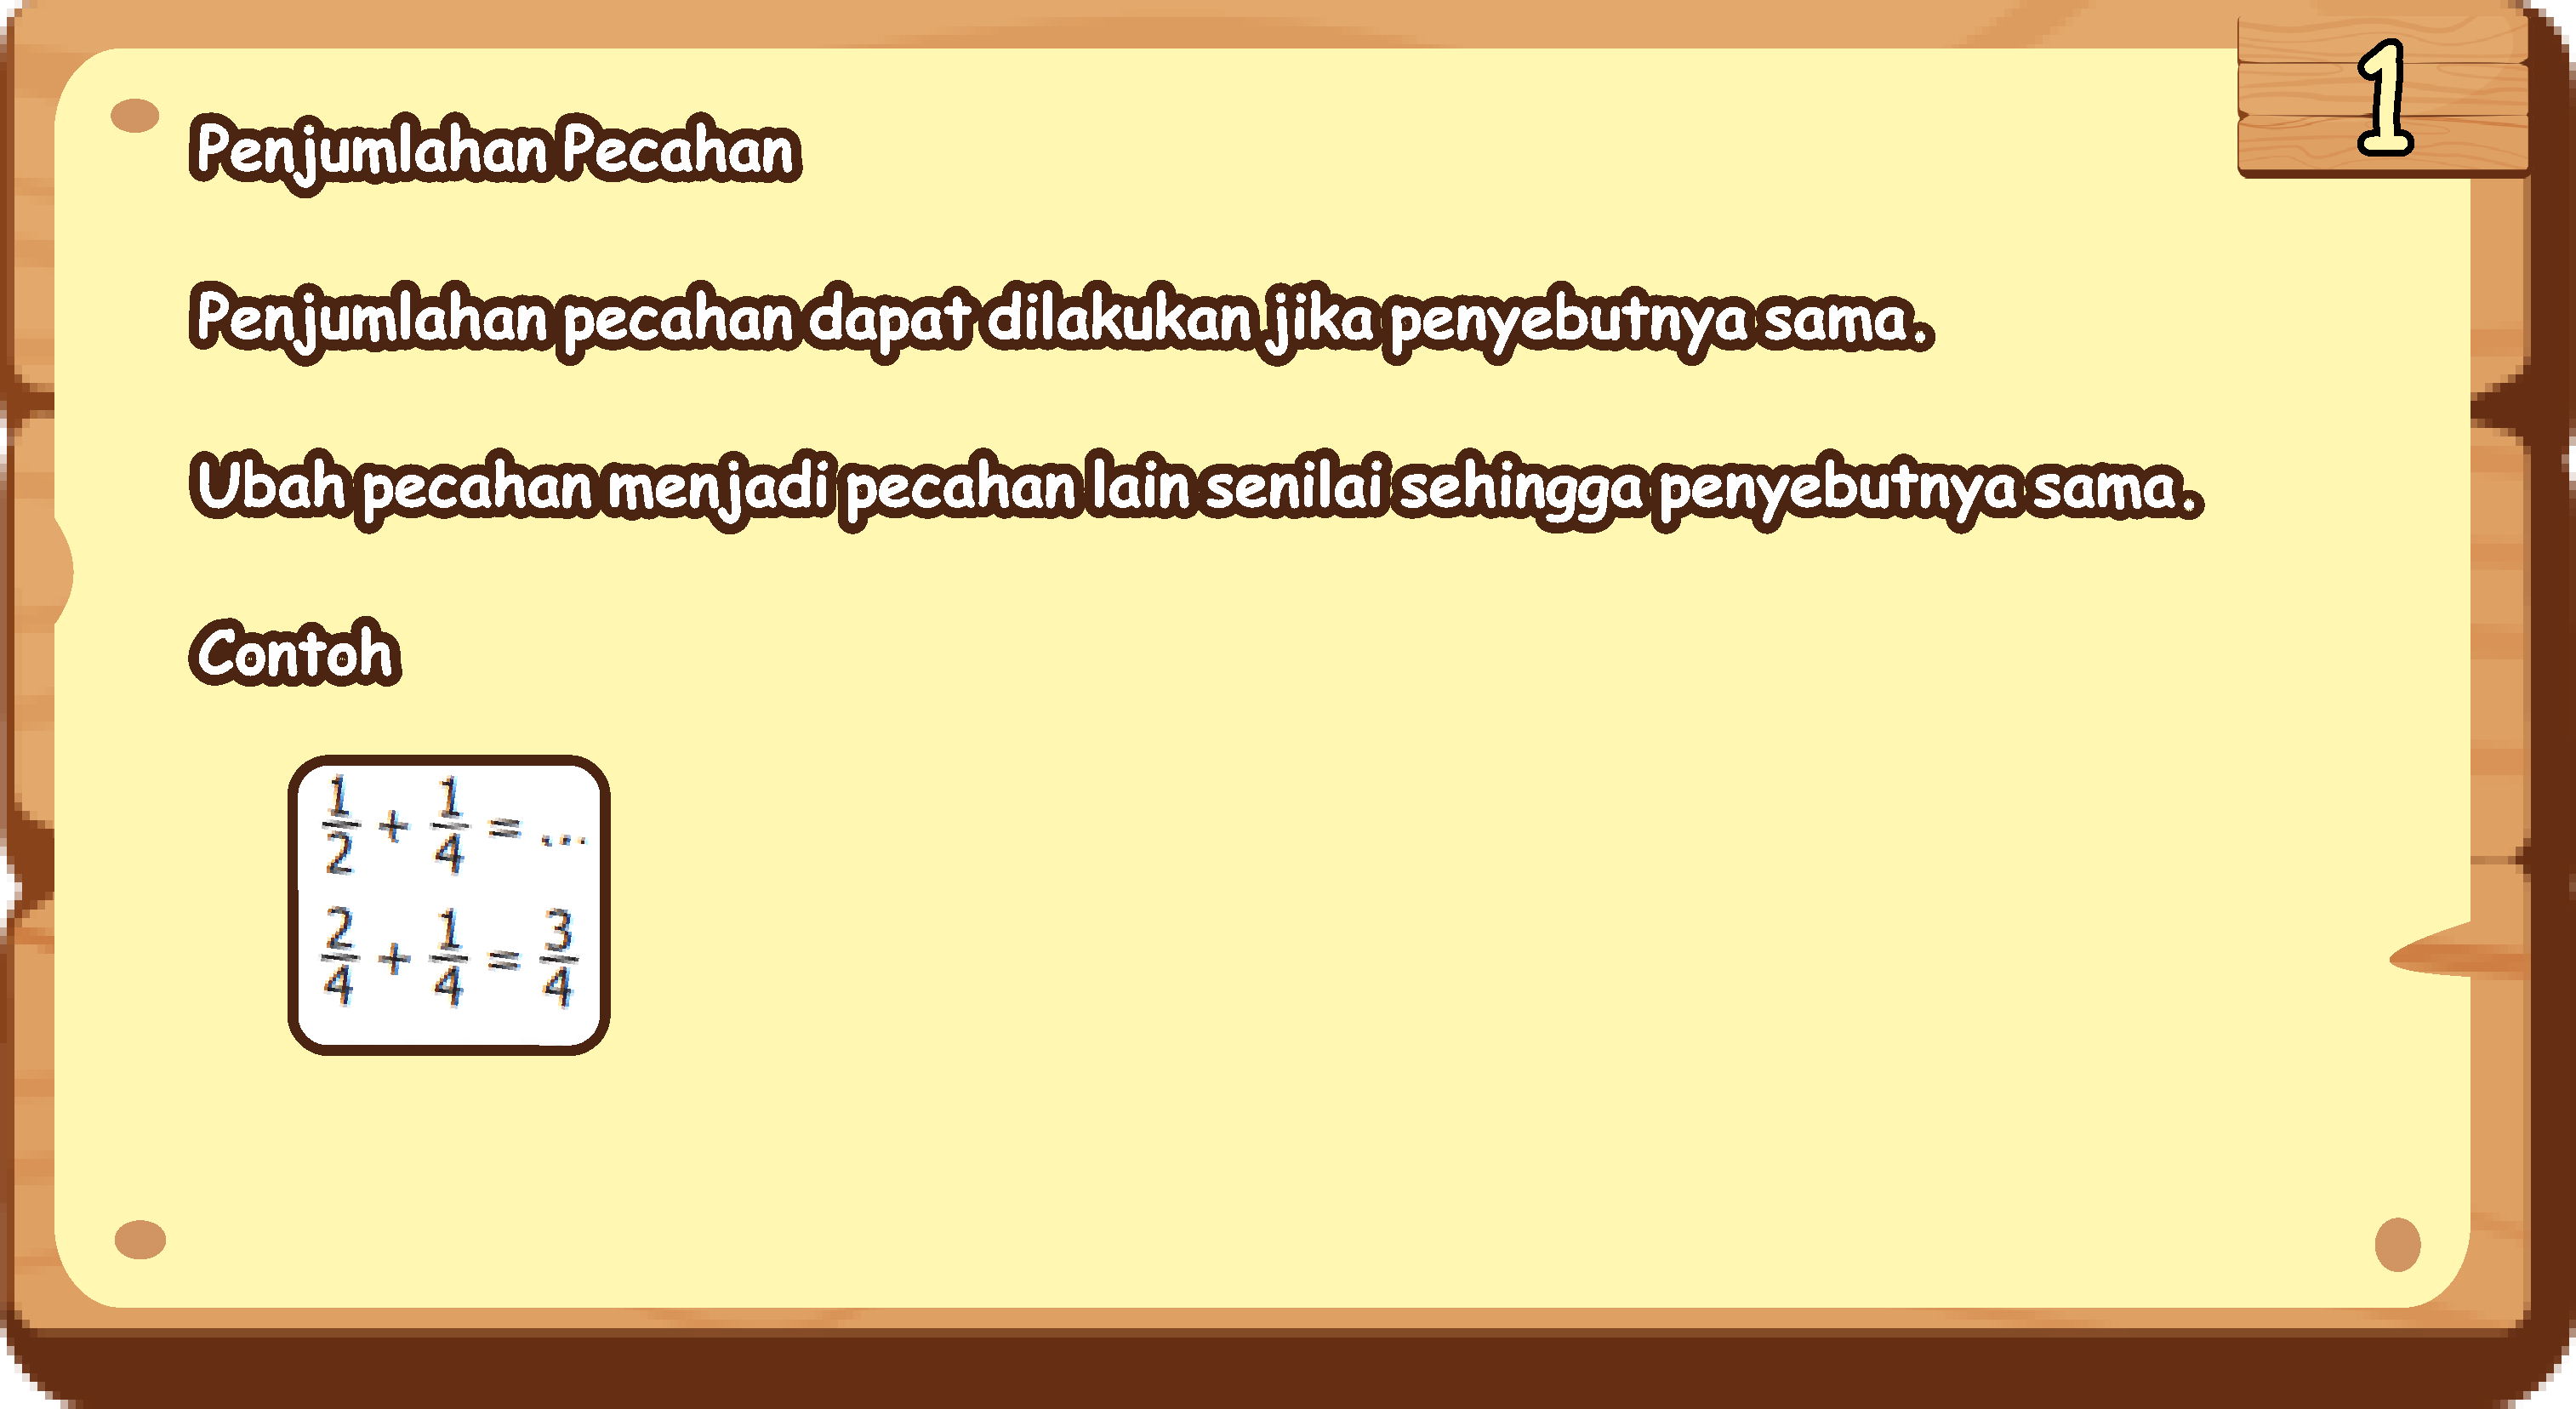 1
Penjumlahan Pecahan
Penjumlahan pecahan dapat dilakukan jika penyebutnya sama.
Ubah pecahan menjadi pecahan lain senilai sehingga penyebutnya sama.
Contoh
1/2 + 1/4 = ...
2/4 + 1/4 = 3/4